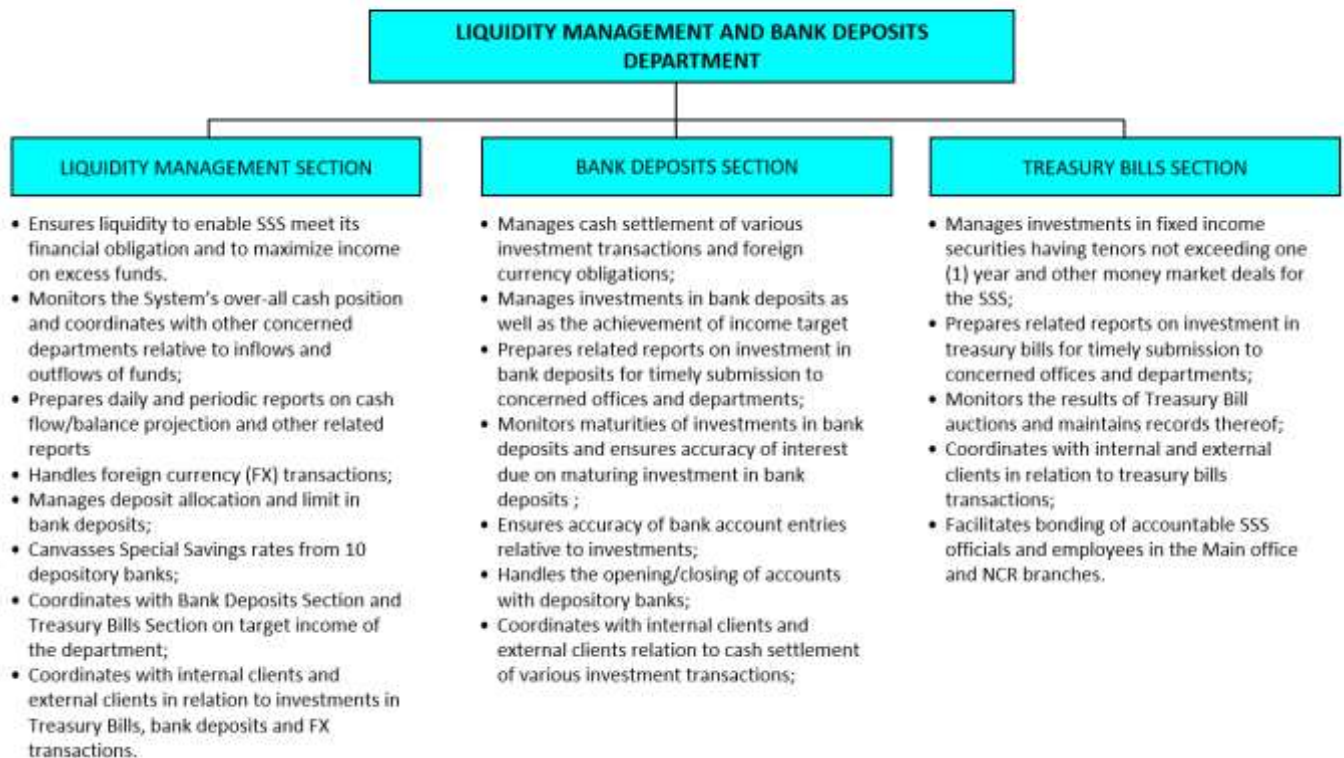 LIQUIDITY MANAGEMENT AND BANK DEPOSITS
DEPARTMENT
LIQUIDITY MANAGEMENT SECTION
• Ensures liquidity to enable SSS meet its
financial obligation and to maximize income
on excess funds.
• Monitors the System's over-all cash position
and coordinates with other concerned
departments relative to inflows and
outflows of funds;
• Prepares daily and periodic reports on cash
flow/balance projection and other related
reports
• Handles foreign currency (FX) transactions;
• Manages deposit allocation and limit in
bank deposits;
• Canvasses Special Savings rates from 10
depository banks;
• Coordinates with Bank Deposits Section and
Treasury Bills Section on target income of
the department;
• Coordinates with internal clients and
external clients in relation to investments in
Treasury Bills, bank deposits and FX
transactions.
BANK DEPOSITS SECTION
• Manages cash settlement of various
investment transactions and foreign
currency obligations;
• Manages investments in bank deposits as
well as the achievement of income target
• Prepares related reports on investment in
bank deposits for timely submission to
concerned offices and departments;
• Monitors maturities of investments in bank
deposits and ensures accuracy of interest
due on maturing investment in bank
deposits ;
• Ensures accuracy of bank account entries
relative to investments;
• Handles the opening/closing of accounts
with depository banks;
• Coordinates with internal clients and
external clients relation to cash settlement
of various investment transactions;
TREASURY BILLS SECTION
• Manages investments in fixed income
securities having tenors not exceeding one
(1) year and other money market deals for
the SSS;
• Prepares related reports on investment in
treasury bills for timely submission to
concerned offices and departments;
• Monitors the results of Treasury Bill
auctions and maintains records thereof;
• Coordinates with internal and external
clients in relation to treasury bills
transactions;
• Facilitates bonding of accountable SSS
officials and employees in the Main office
and NCR branches.